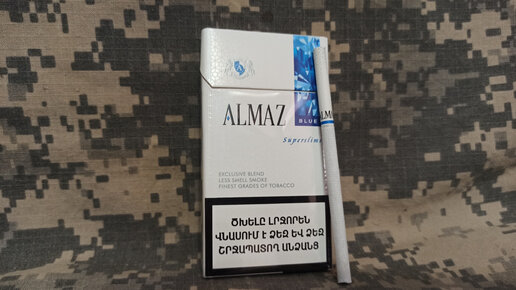 ALMAZ
BLUE
Superslims
EXCLUSIVE BLEND
LESS SMELL SMOKE
FINEST GRADES OF TOBACCO
ԾԽԵԼԸ ԼՐՋՈՐԵՆ
ՎՆԱՍՈՒՄ Է ՁԵԶ ԵՎ ՁԵԶ
ՇՐՋԱՊԱՏՈՂ ԱՆՁԱՆՑ